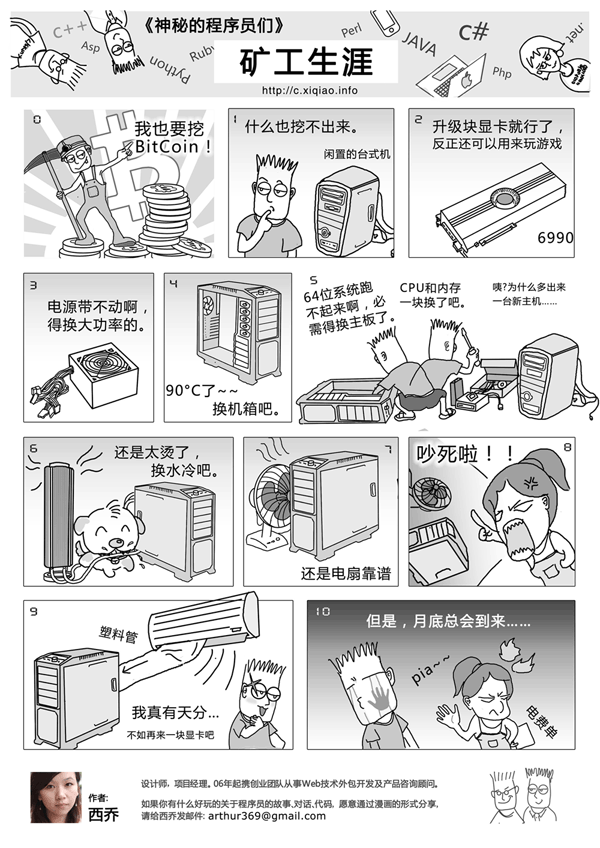 《神秘的程序员们》
C++
Asp
Python
Ruby
Perl
JAVA
C#
Php
.net
矿工生涯
http://c.xiqiao.info
0
我也要挖
BitCoin！
1
什么也挖不出来。
闲置的台式机
2
升级块显卡就行了，
反正还可以用来玩游戏
6990
3
电源带不动啊，
得换大功率的。
4
90°C了~~
换机箱吧。
5
64位系统跑
不起来啊，必
需得换主板了。
CPU和内存
一块换了吧。
咦?为什么多出来
一台新主机……
6
还是太烫了，
换水冷吧。
7
还是电扇靠谱
8
吵死啦！！
9
塑料管
我真有天分…
不如再来一块显卡吧
10
但是，月底总会到来……
pia~~
电费单
作者:
西乔
设计师，项目经理。06年起携创业团队从事Web技术外包开发及产品咨询顾问。
如果你有什么好玩的关于程序员的故事、对话、代码，愿意通过漫画的形式分享,
请给西乔发邮件: arthur369@gmail.com